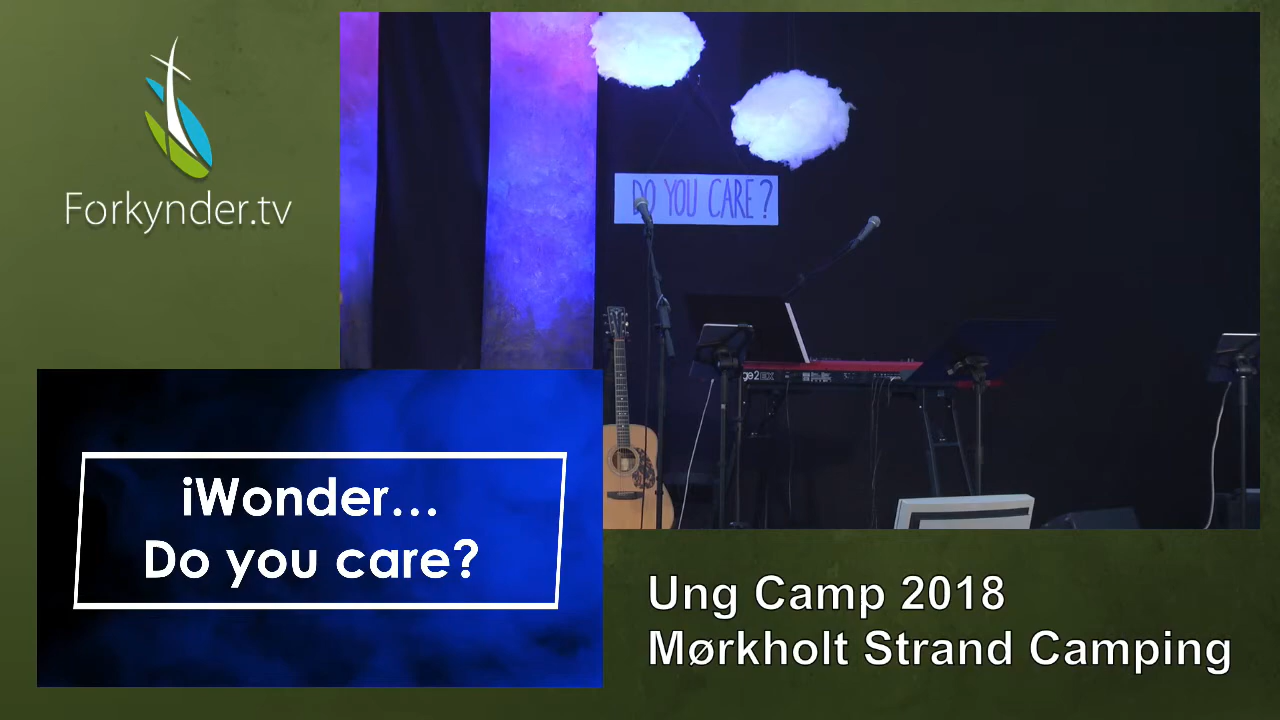 Forkynder.tv
DO YOU CARE?
iWonder...
Do you care?
Ung Camp 2018
Mørkholt Strand Camping